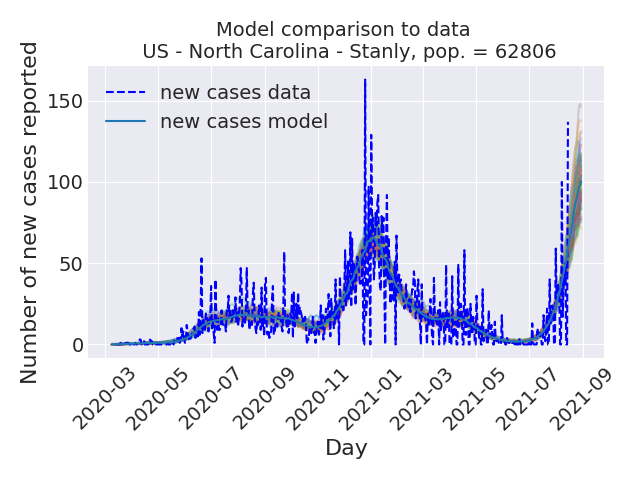 Model comparison to data
US - North Carolina - Stanly, pop. = 62806
Number of new cases reported
150
100
50
0
new cases data
new cases model
2020-03
2020-05
2020-07
2020-09
2020-11
2021-01
2021-03
2021-05
2021-07
2021-09
Day